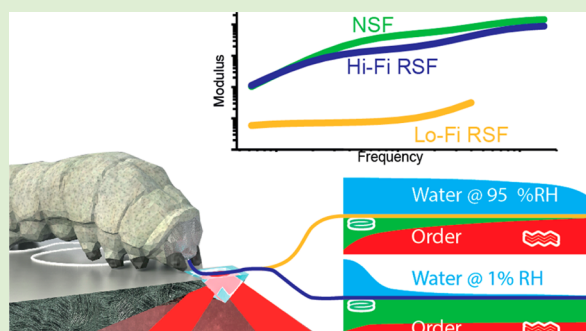 NSF
Hi-Fi RSF
Modulus
Lo-Fi RSF
Frequency
Water @ 95 %RH
Order
Water @ 1% RH
Order